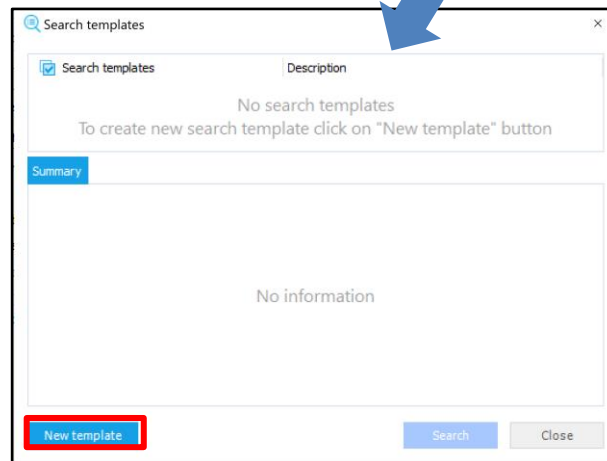 Search templates
Search templates Description
No search templates
To create new search template click on "New template" button
Summary
No information
New template Search Close